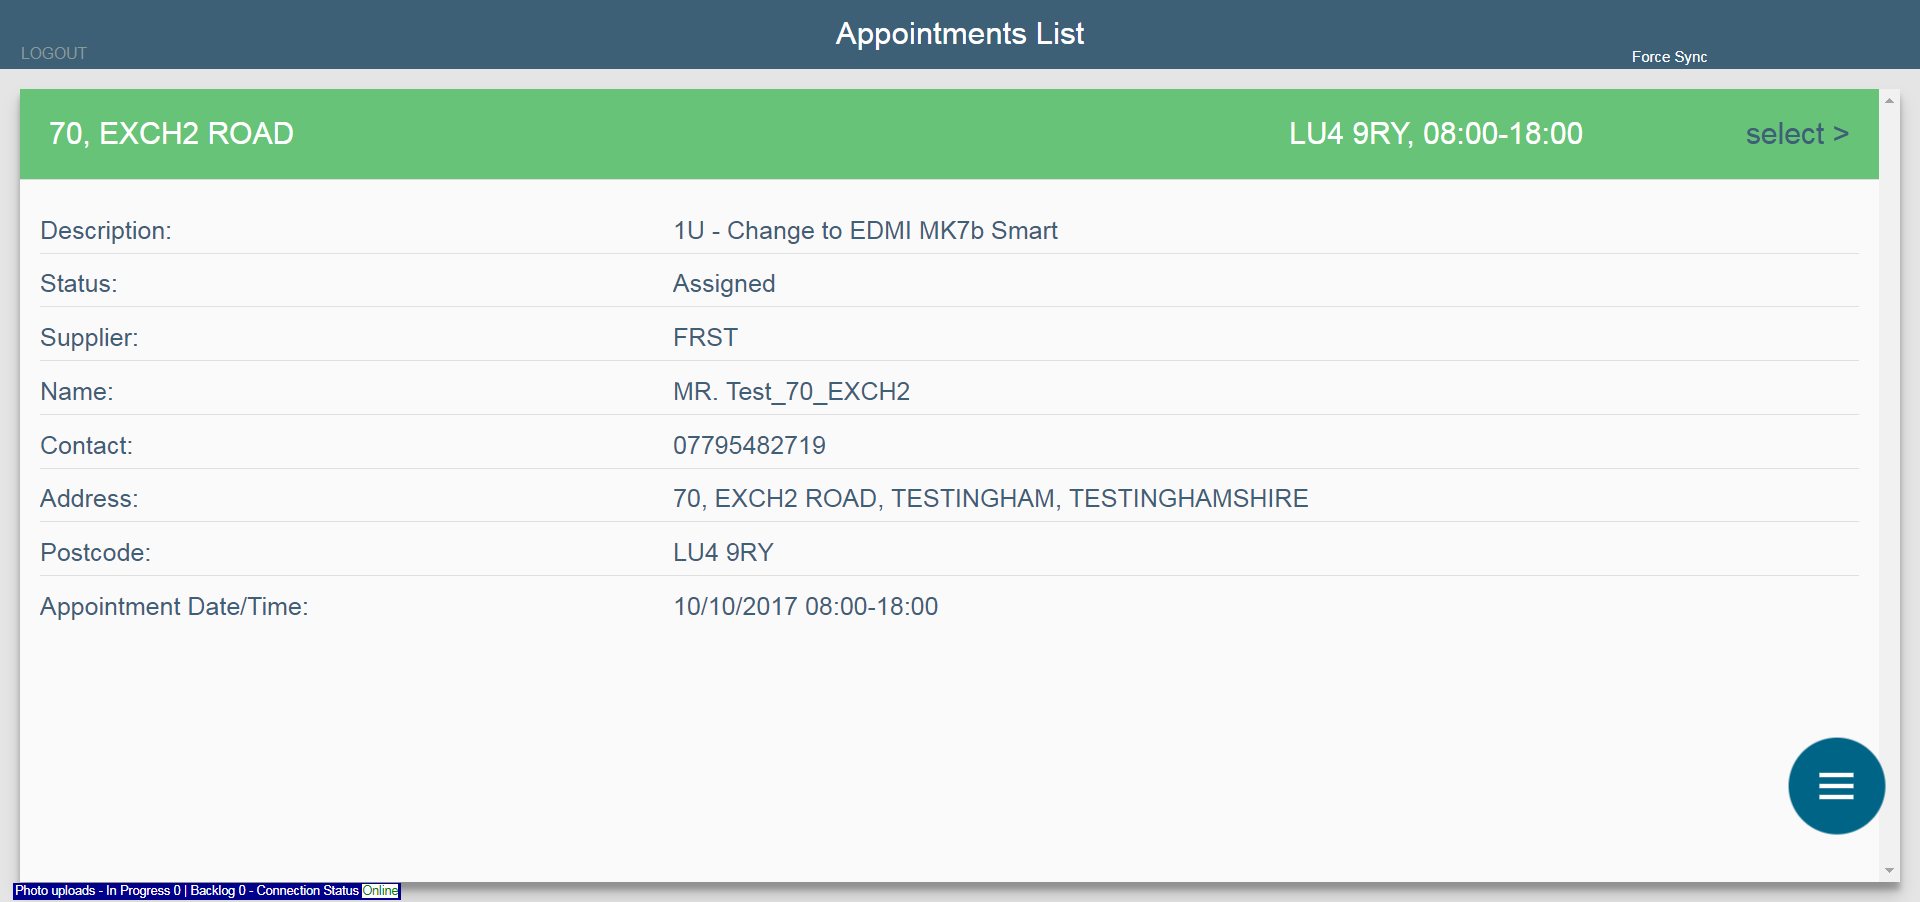 Appointments List
LOGOUT
Force Sync
70, EXCH2 ROAD LU4 9RY, 08:00-18:00 select >
Description: 1U - Change to EDMI MK7b Smart
Status: Assigned
Supplier: FRST
Name: MR. Test_70_EXCH2
Contact: 07795482719
Address: 70, EXCH2 ROAD, TESTINGHAM, TESTINGHAMSHIRE
Postcode: LU4 9RY
Appointment Date/Time: 10/10/2017 08:00-18:00
Photo uploads - In Progress 0 | Backlog 0 - Connection Status Online